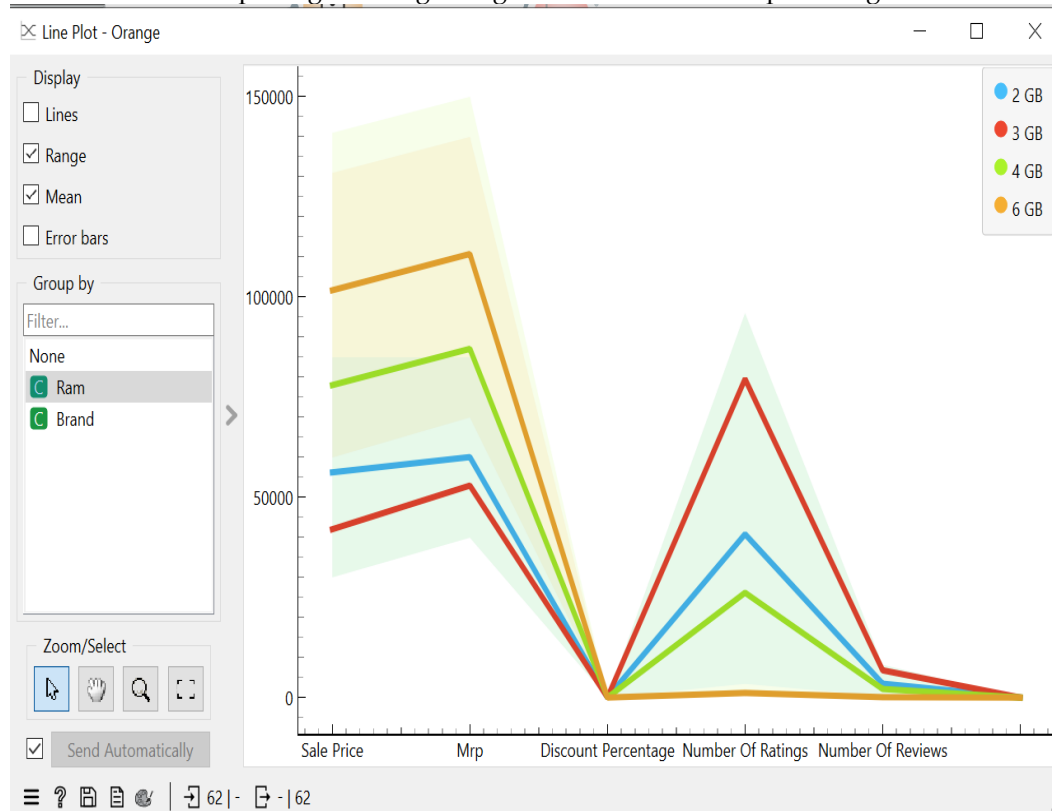 Line Plot - Orange
Display
Lines
Range
Mean
Error bars
Group by
Filter...
None
C Ram
C Brand
Zoom/Select
Send Automatically
150000
100000
50000
0
Sale Price Mrp Discount Percentage Number Of Ratings Number Of Reviews
2 GB
3 GB
4 GB
6 GB
? 62 | - - | 62